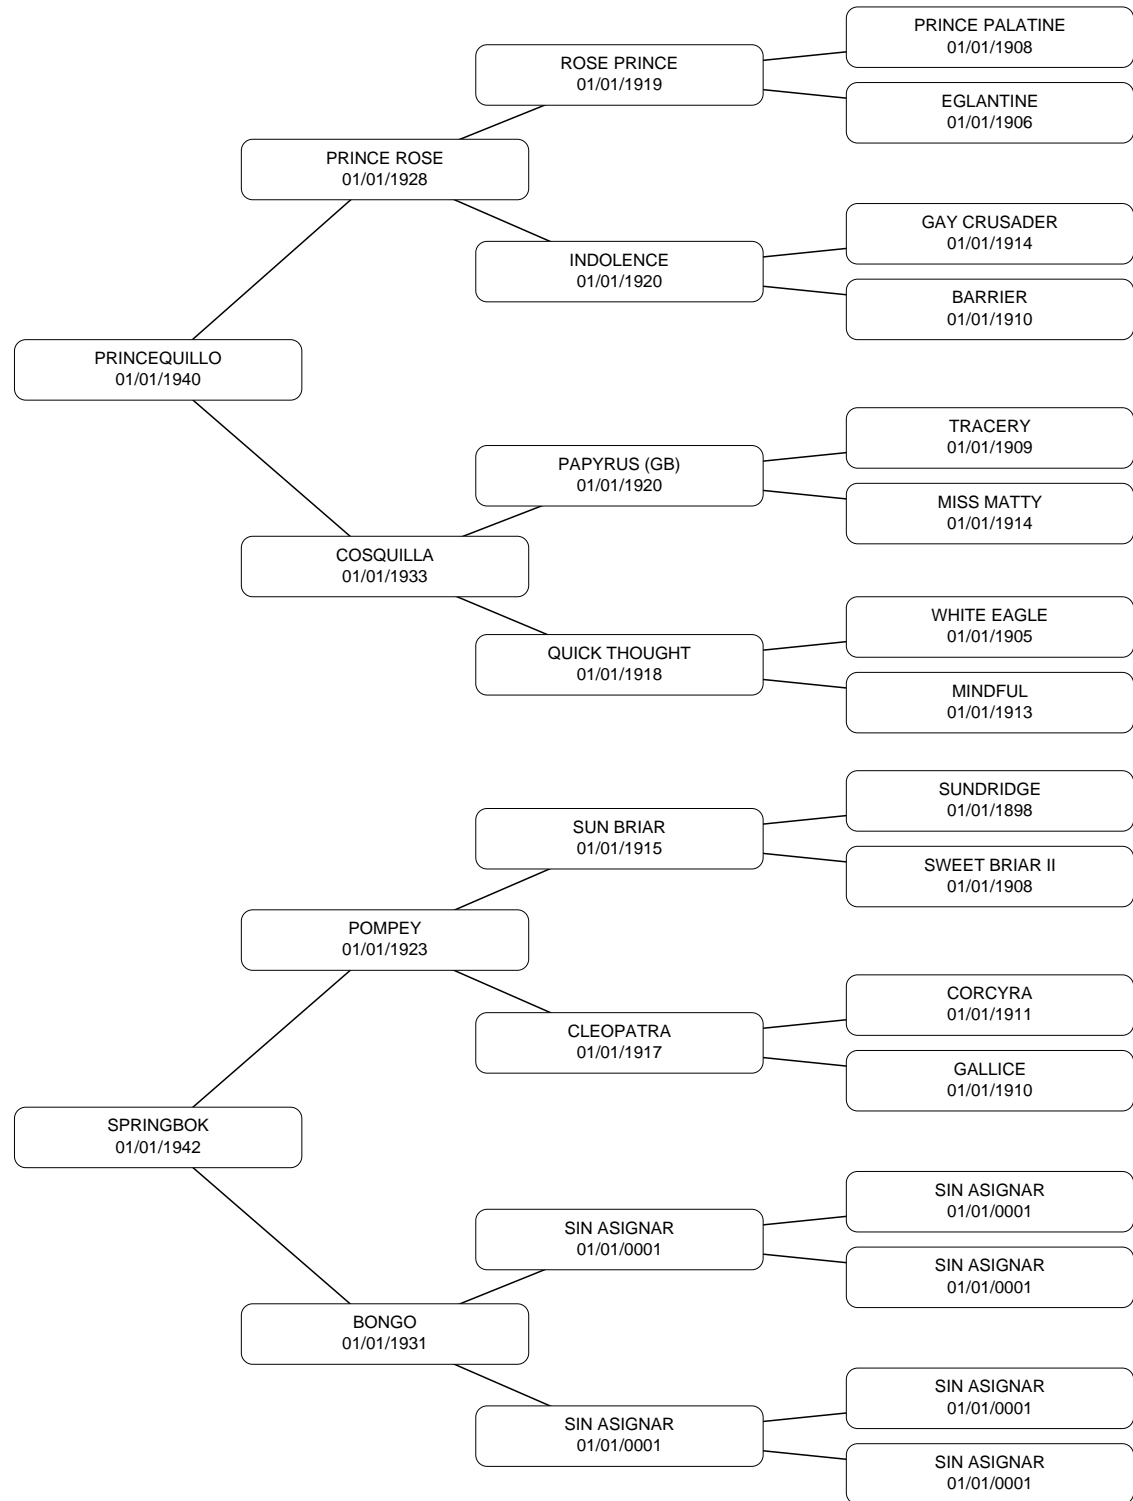 PRINCE PALATINE
01/01/1908
ROSE PRINCE
01/01/1919
EGLANTINE
01/01/1906
PRINCE ROSE
01/01/1928
GAY CRUSADER
01/01/1914
INDOLENCE
01/01/1920
BARRIER
01/01/1910
PRINCEQUILLO
01/01/1940
TRACERY
01/01/1909
PAPYRUS (GB)
01/01/1920
MISS MATTY
01/01/1914
COSQUILLA
01/01/1933
WHITE EAGLE
01/01/1905
QUICK THOUGHT
01/01/1918
MINDFUL
01/01/1913
SUNDRIDGE
01/01/1898
SUN BRIAR
01/01/1915
SWEET BRIAR II
01/01/1908
POMPEY
01/01/1923
CORCYRA
01/01/1911
CLEOPATRA
01/01/1917
GALLICE
01/01/1910
SPRINGBOK
01/01/1942
SIN ASIGNAR
01/01/0001
SIN ASIGNAR
01/01/0001
SIN ASIGNAR
01/01/0001
BONGO
01/01/1931
SIN ASIGNAR
01/01/0001
SIN ASIGNAR
01/01/0001
SIN ASIGNAR
01/01/0001